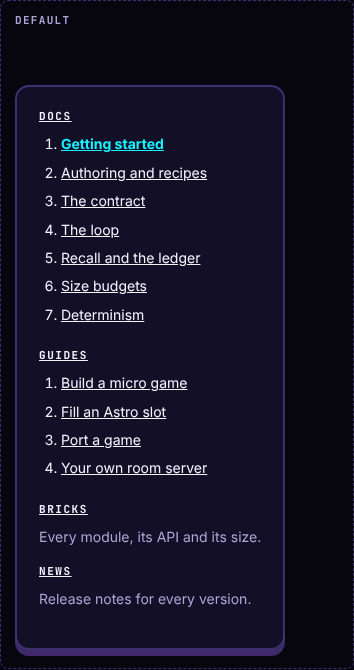 DEFAULT
DOCS
1. Getting started
2. Authoring and recipes
3. The contract
4. The loop
5. Recall and the ledger
6. Size budgets
7. Determinism
GUIDES
1. Build a micro game
2. Fill an Astro slot
3. Port a game
4. Your own room server
BRICKS
Every module, its API and its size.
NEWS
Release notes for every version.